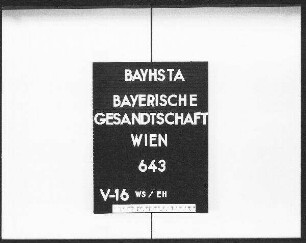 BAYHSTA
BAYERISCHE
GESANDTSCHAFT
WIEN
643
V-16 WS/EH